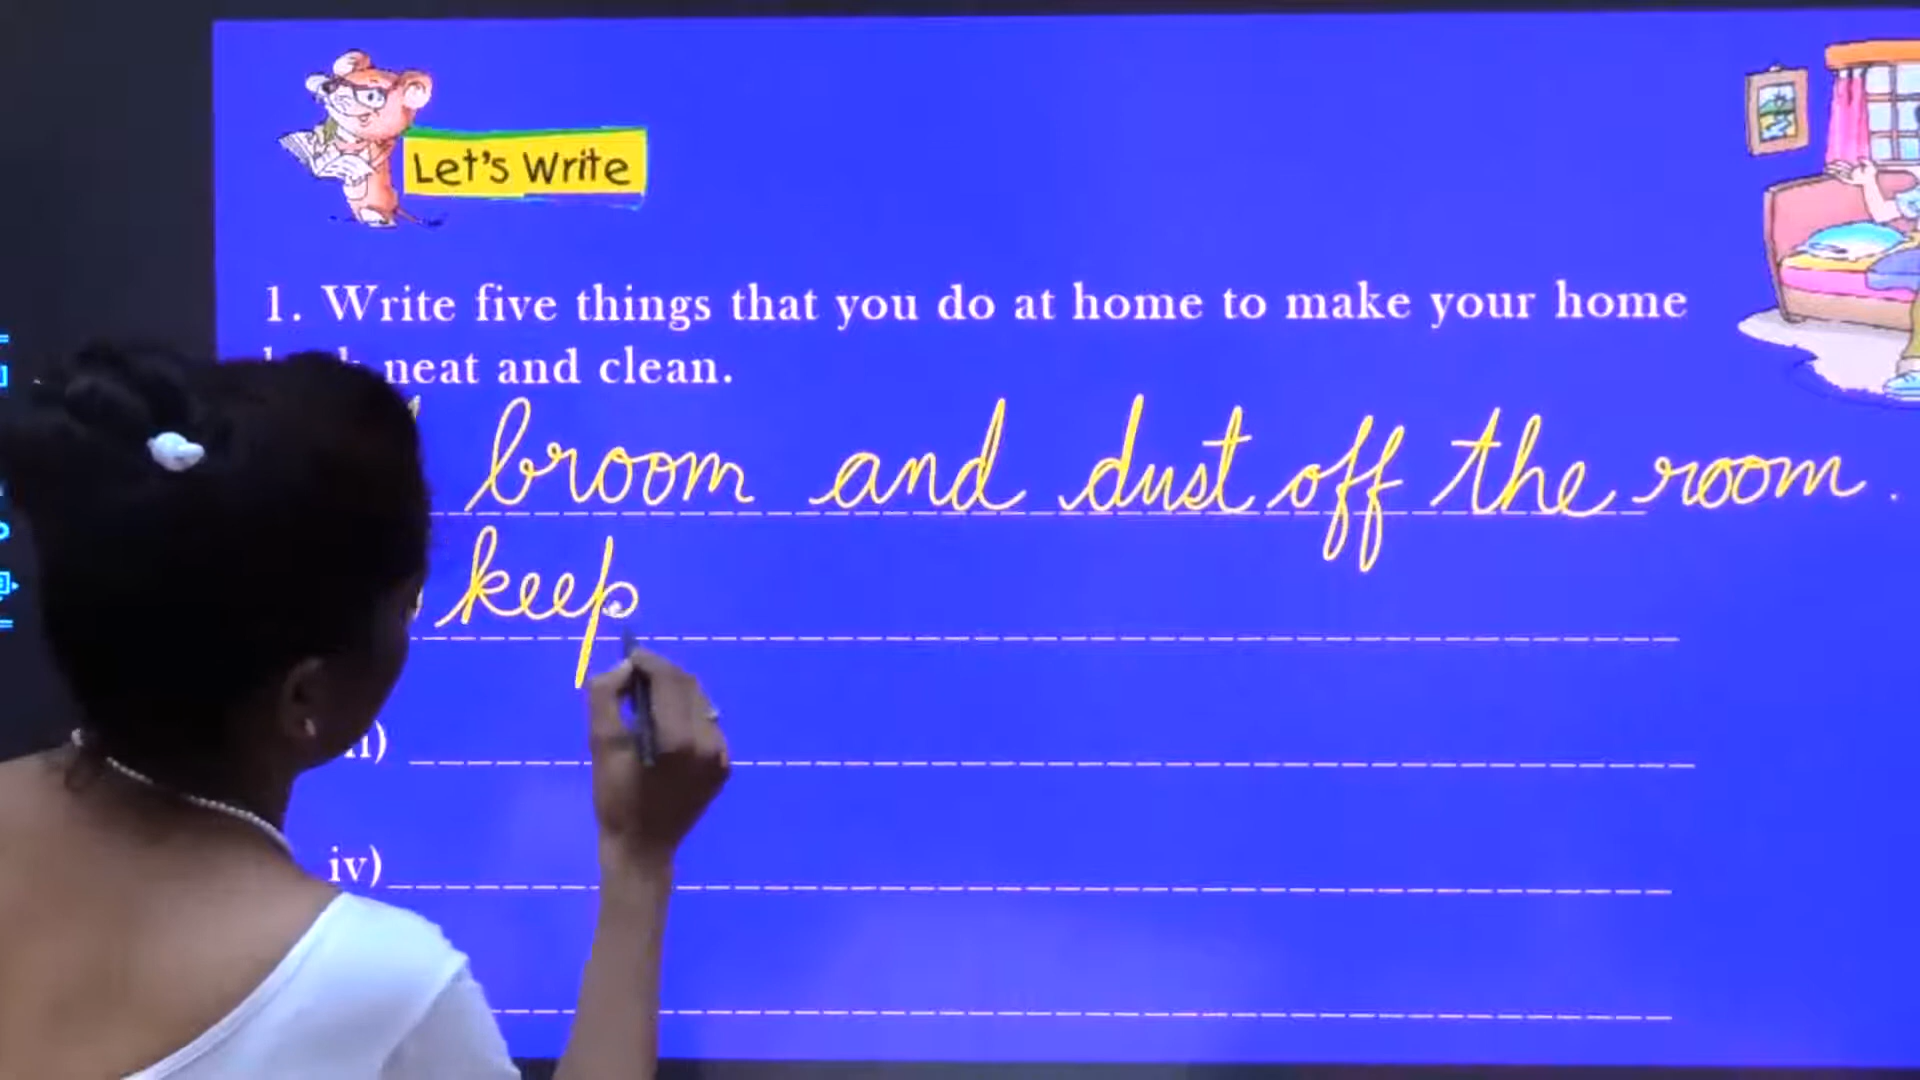 Let's Write
1. Write five things that you do at home to make your home
neat and clean.
broom and dust off the room.
keep
iv)